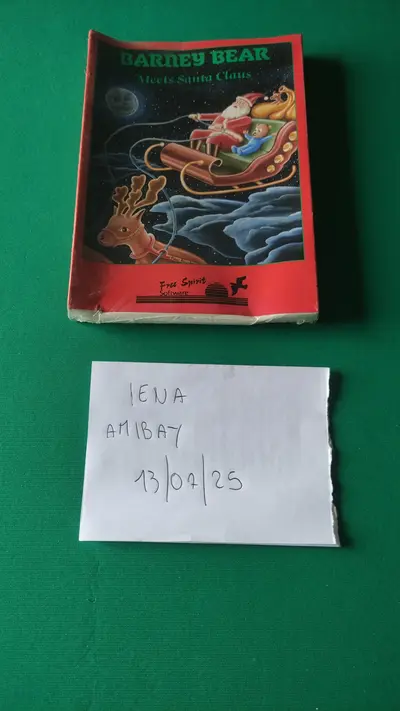 BARNEY BEAR
Meets Santa Claus
Free Spirit
Software
IENA
AMIBAY
13/07/25